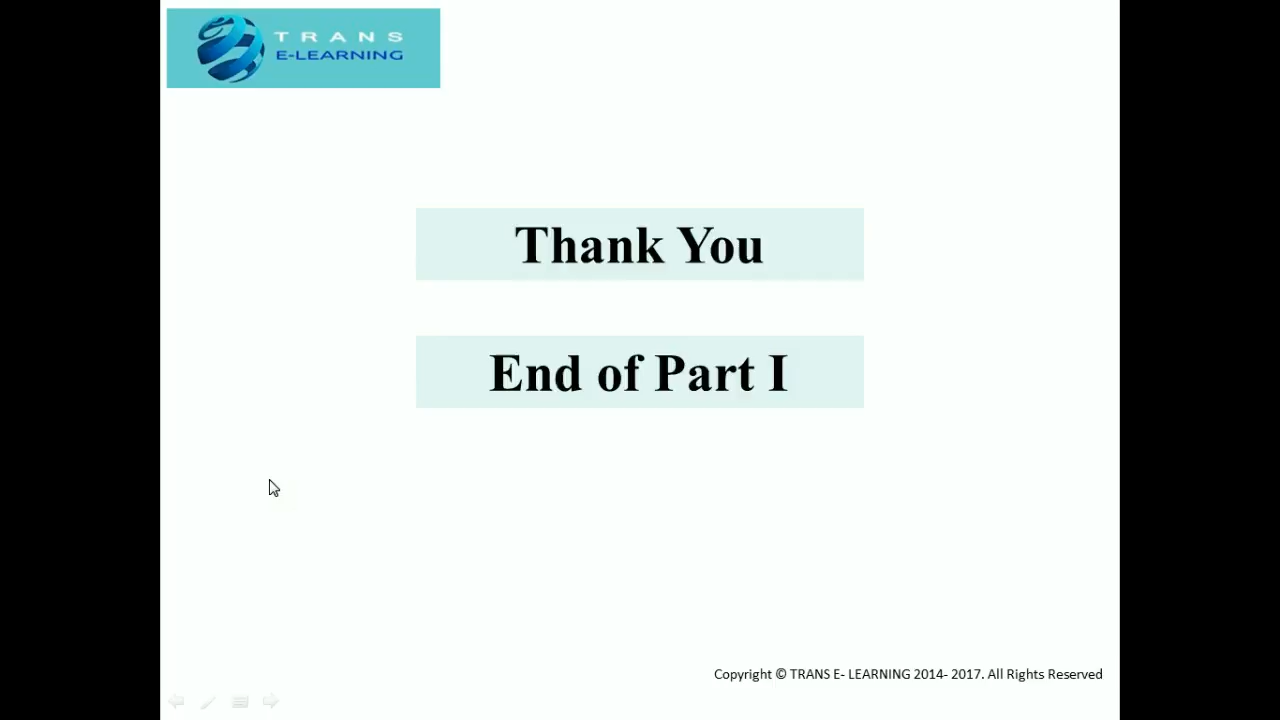 TRANS
E-LEARNING
Thank You
End of Part I
Copyright © TRANS E- LEARNING 2014- 2017. All Rights Reserved